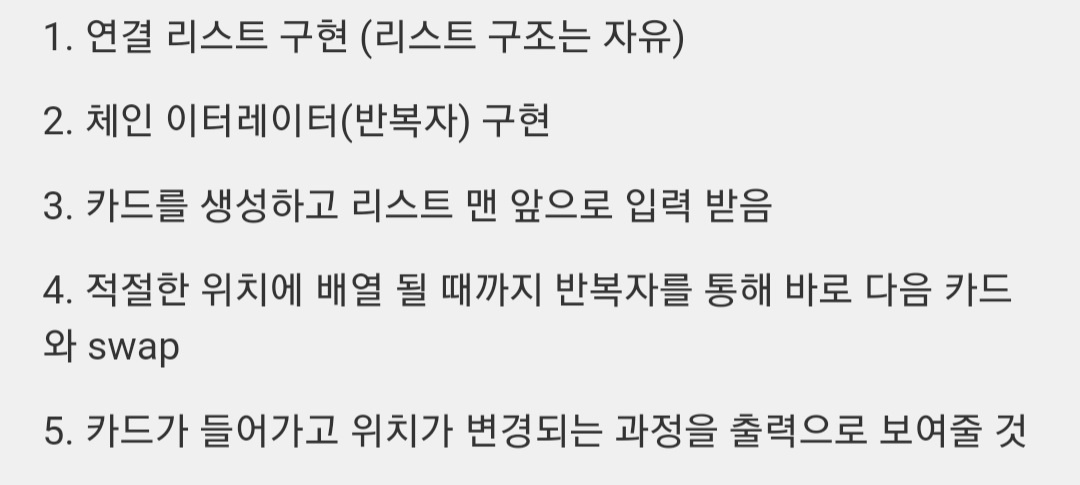 1. 연결 리스트 구현 (리스트 구조는 자유)
2. 체인 이터레이터(반복자) 구현
3. 카드를 생성하고 리스트 맨 앞으로 입력 받음
4. 적절한 위치에 배열 될 때까지 반복자를 통해 바로 다음 카드
와 swap
5. 카드가 들어가고 위치가 변경되는 과정을 출력으로 보여줄 것